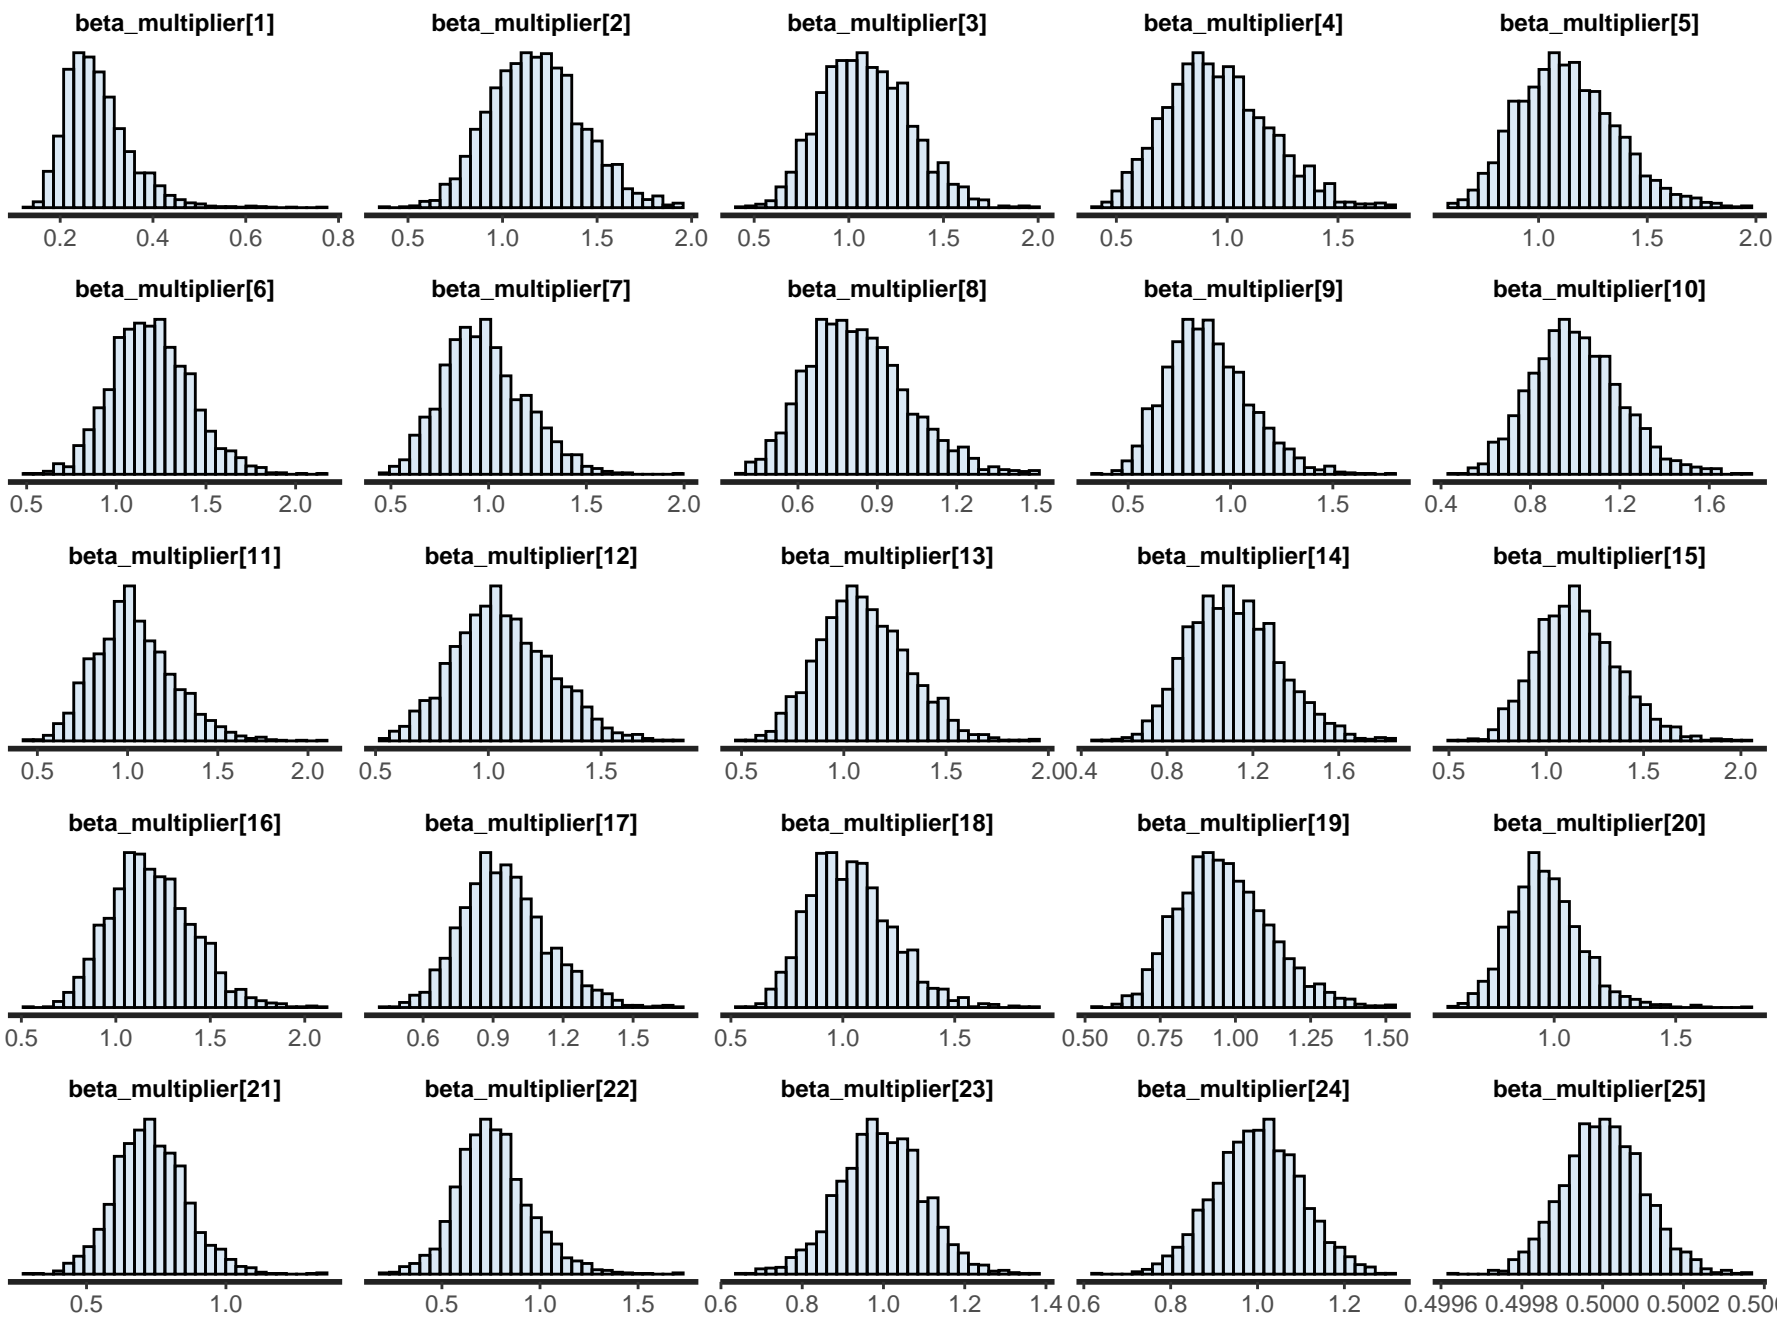 beta_multiplier[1] beta_multiplier[2] beta_multiplier[3] beta_multiplier[4] beta_multiplier[5]
0.2 0.4 0.6 0.8 0.5 1.0 1.5 2.0 0.5 1.0 1.5 2.0 0.5 1.0 1.5 1.0 1.5 2.0
beta_multiplier[6] beta_multiplier[7] beta_multiplier[8] beta_multiplier[9] beta_multiplier[10]
0.5 1.0 1.5 2.0 0.5 1.0 1.5 2.0 0.6 0.9 1.2 1.5 0.5 1.0 1.5 0.4 0.8 1.2 1.6
beta_multiplier[11] beta_multiplier[12] beta_multiplier[13] beta_multiplier[14] beta_multiplier[15]
0.5 1.0 1.5 2.0 0.5 1.0 1.5 0.5 1.0 1.5 2.0 0.4 0.8 1.2 1.6 0.5 1.0 1.5 2.0
beta_multiplier[16] beta_multiplier[17] beta_multiplier[18] beta_multiplier[19] beta_multiplier[20]
0.5 1.0 1.5 2.0 0.6 0.9 1.2 1.5 0.5 1.0 1.5 0.50 0.75 1.00 1.25 1.50 1.0 1.5
beta_multiplier[21] beta_multiplier[22] beta_multiplier[23] beta_multiplier[24] beta_multiplier[25]
0.5 1.0 0.5 1.0 1.5 0.6 0.8 1.0 1.2 1.4 0.6 0.8 1.0 1.2 0.4996 0.4998 0.5000 0.5002